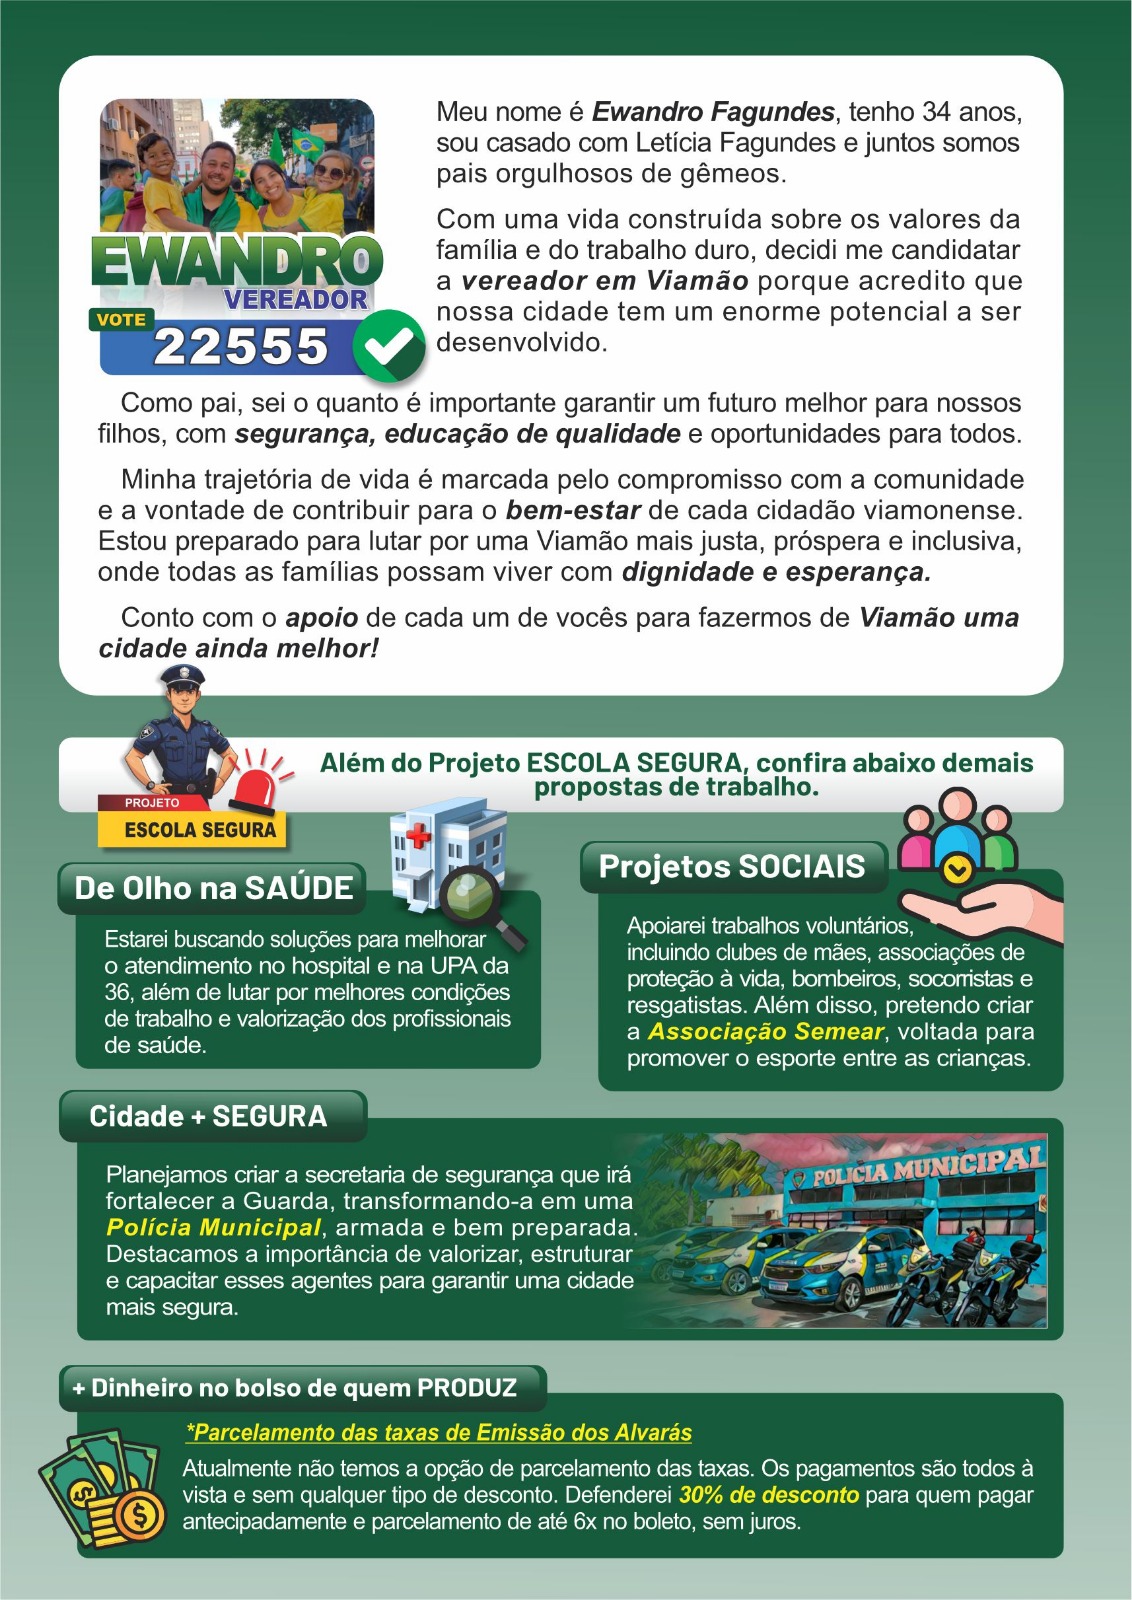 Meu nome é Ewandro Fagundes, tenho 34 anos,
sou casado com Letícia Fagundes e juntos somos
pais orgulhosos de gêmeos.
Com uma vida construída sobre os valores da
família e do trabalho duro, decidi me candidatar
a vereador em Viamão porque acredito que
nossa cidade tem um enorme potencial a ser
desenvolvido.
EWANDRO
VEREADOR
VOTE
22555
Como pai, sei o quanto é importante garantir um futuro melhor para nossos
filhos, com segurança, educação de qualidade e oportunidades para todos.
Minha trajetória de vida é marcada pelo compromisso com a comunidade
e a vontade de contribuir para o bem-estar de cada cidadão viamonense.
Estou preparado para lutar por uma Viamão mais justa, próspera e inclusiva,
onde todas as famílias possam viver com dignidade e esperança.
Conto com o apoio de cada um de vocês para fazermos de Viamão uma
cidade ainda melhor!
PROJETO
ESCOLA SEGURA
Além do Projeto ESCOLA SEGURA, confira abaixo demais
propostas de trabalho.
De Olho na SAÚDE
Estarei buscando soluções para melhorar
o atendimento no hospital e na UPA da
36, além de lutar por melhores condições
de trabalho e valorização dos profissionais
de saúde.
Projetos SOCIAIS
Apoiarei trabalhos voluntários,
incluindo clubes de mães, associações de
proteção à vida, bombeiros, socorristas e
resgatistas. Além disso, pretendo criar
a Associação Semear, voltada para
promover o esporte entre as crianças.
Cidade + SEGURA
Planejamos criar a secretaria de segurança que irá
fortalecer a Guarda, transformando-a em uma
Polícia Municipal, armada e bem preparada.
Destacamos a importância de valorizar, estruturar
e capacitar esses agentes para garantir uma cidade
mais segura.
POLICIA MUNICIPAL
+ Dinheiro no bolso de quem PRODUZ
*Parcelamento das taxas de Emissão dos Alvarás
Atualmente não temos a opção de parcelamento das taxas. Os pagamentos são todos à
vista e sem qualquer tipo de desconto. Defenderei 30% de desconto para quem pagar
antecipadamente e parcelamento de até 6x no boleto, sem juros.